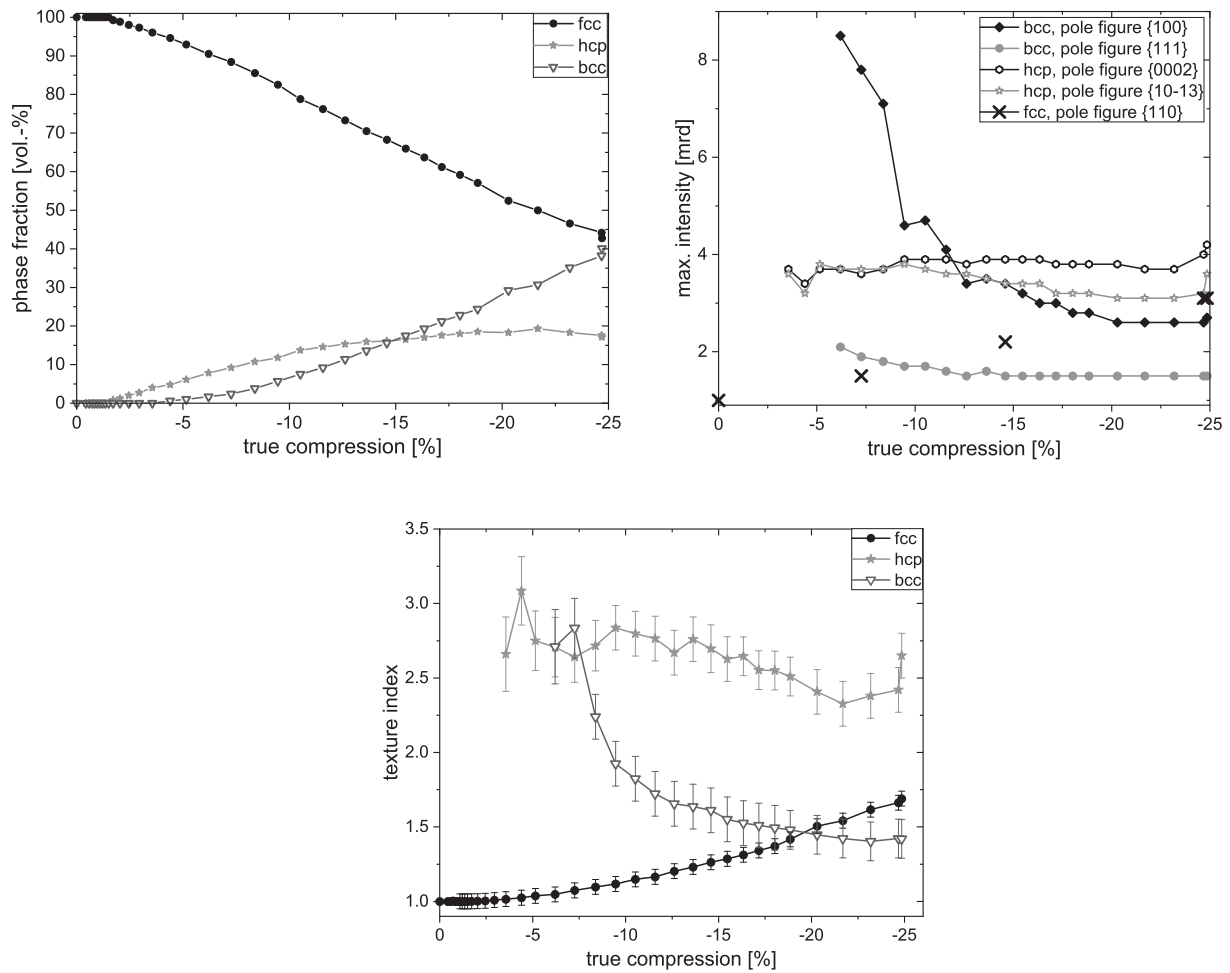 fcc
hcp
bcc
100
90
80
70
60
50
40
30
20
10
0
phase fraction [vol.-%]
0 -5 -10 -15 -20 -25
true compression [%]
bcc, pole figure {100}
bcc, pole figure {111}
hcp, pole figure {0002}
hcp, pole figure {10-13}
fcc, pole figure {110}
8
6
4
2
max. intensity [mrd]
0 -5 -10 -15 -20 -25
true compression [%]
fcc
hcp
bcc
3.5
3.0
2.5
2.0
1.5
1.0
texture index
0 -5 -10 -15 -20 -25
true compression [%]